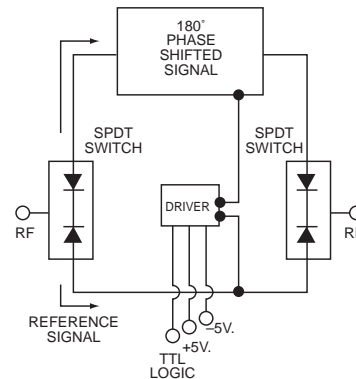 180°
PHASE
SHIFTED
SIGNAL
SPDT
SWITCH
SPDT
SWITCH
DRIVER
RF
REFERENCE
SIGNAL
–5V.
+5V.
TTL
LOGIC